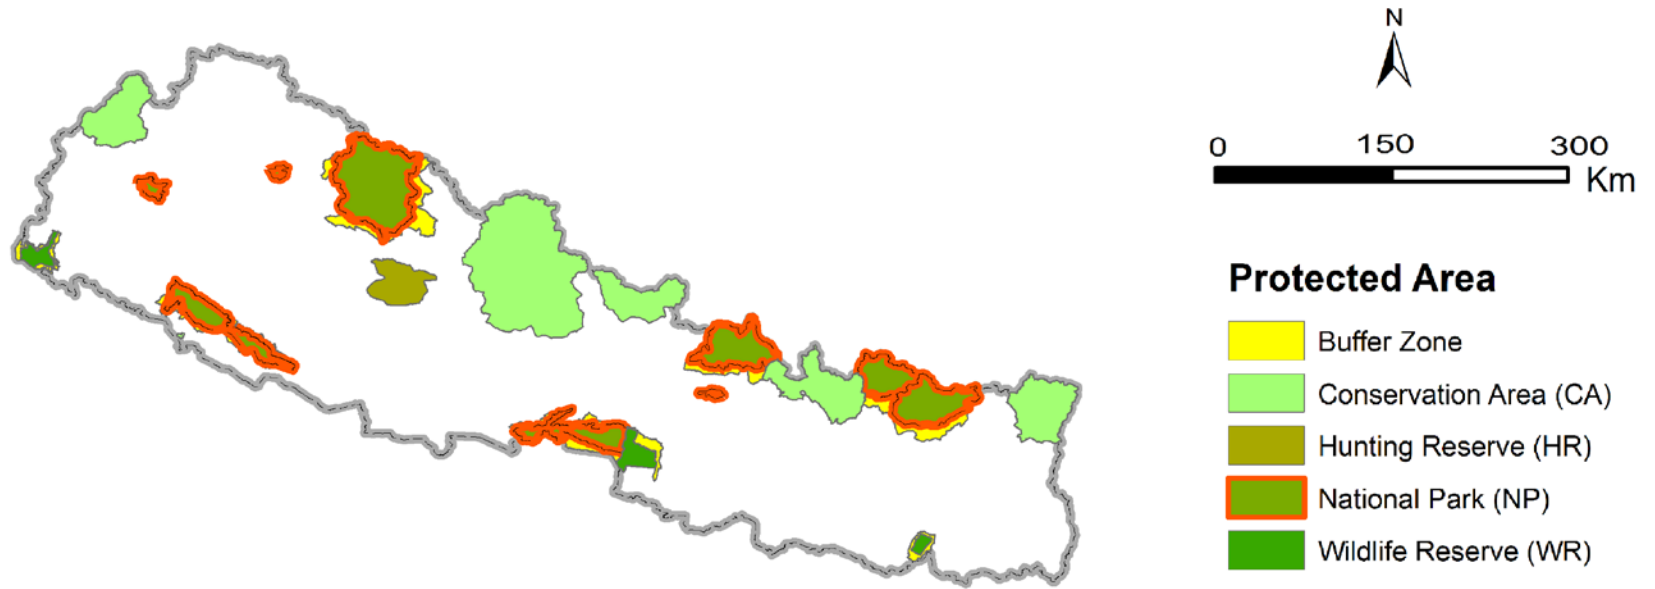 N
0 150 300
Km
Protected Area
Buffer Zone
Conservation Area (CA)
Hunting Reserve (HR)
National Park (NP)
Wildlife Reserve (WR)